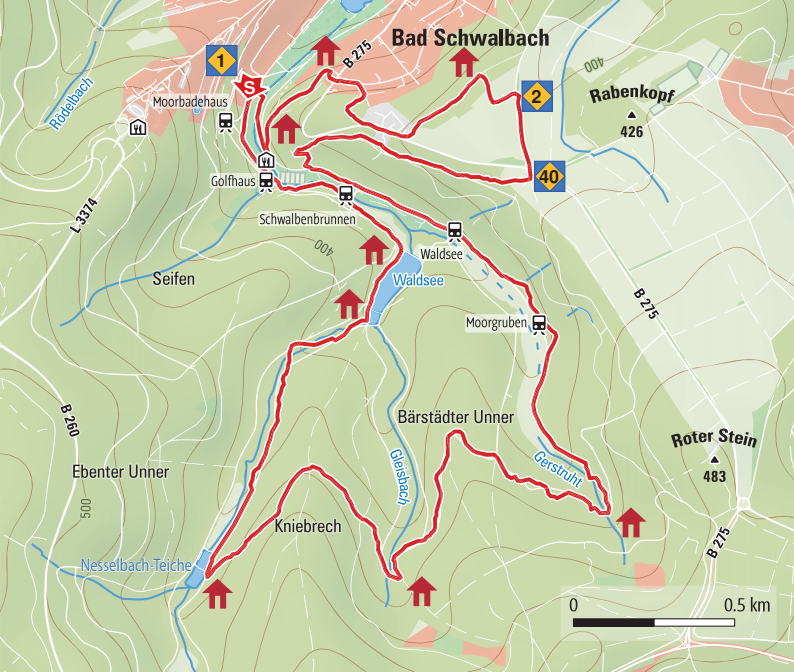 Bad Schwalbach
B 275
1
S
Moorbadehaus
Rödelbach
400
2
Rabenkopf
426
40
Golfhaus
L 3374
Schwalbenbrunnen
400
Waldsee
Waldsee
Seifen
B 275
Moorgruben
B 260
Bärstädter Unner
Roter Stein
483
Gerstruht
Gleisbach
Ebenter Unner
500
Kniebrech
B 275
Nesselbach-Teiche
0
0.5 km